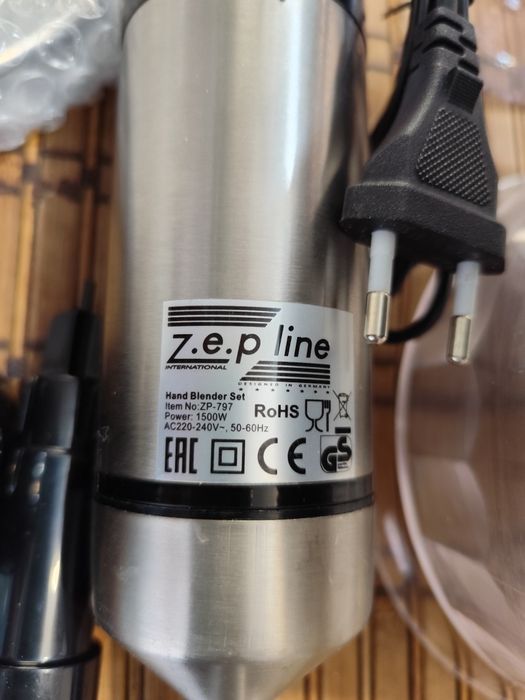 z.e.p line
INTERNATIONAL
DESIGNED IN GERMANY
Hand Blender Set
Item No:ZP-797
Power: 1500W
AC220-240V~, 50-60Hz
RoHS
EAC CE GS